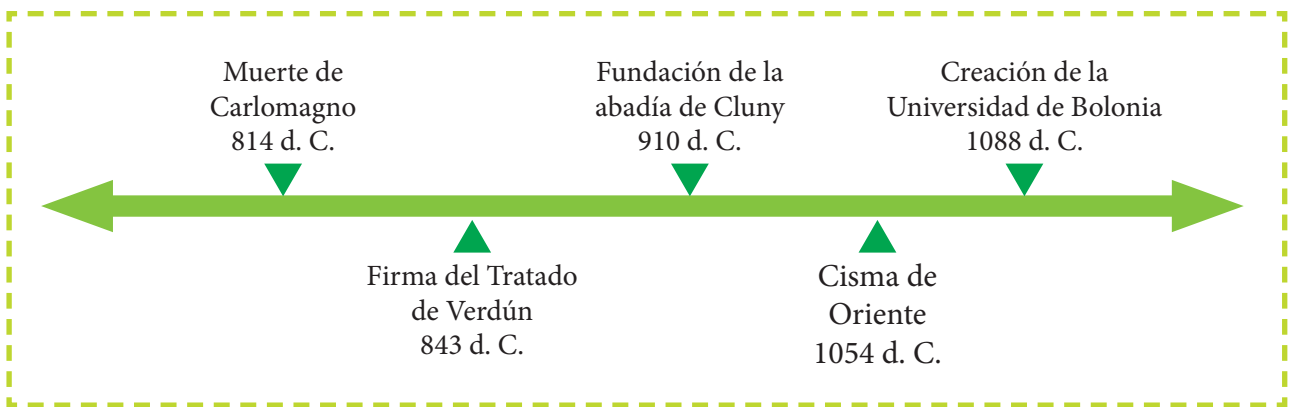 Muerte de
Carlomagno
814 d. C.
Fundación de la
abadía de Cluny
910 d. C.
Creación de la
Universidad de Bolonia
1088 d. C.
Firma del Tratado
de Verdún
843 d. C.
Cisma de
Oriente
1054 d. C.